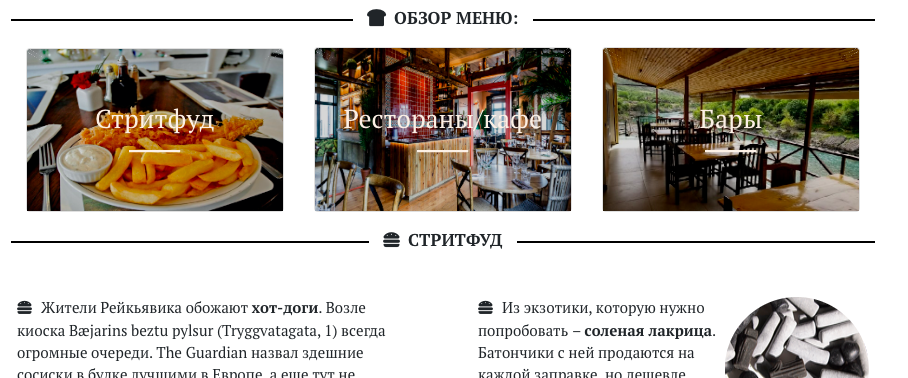 ОБЗОР МЕНЮ:
Стритфуд
Рестораны/кафе
Бары
СТРИТФУД
Жители Рейкьявика обожают хот-доги. Возле
киоска Bæjarins beztu pylsur (Tryggvatagata, 1) всегда
огромные очереди. The Guardian назвал здешние
сосиски в булке лучшими в Европе, а еще тут не
Из экзотики, которую нужно
попробовать – соленая лакрица.
Батончики с ней продаются на
каждой заправке, но дешевле